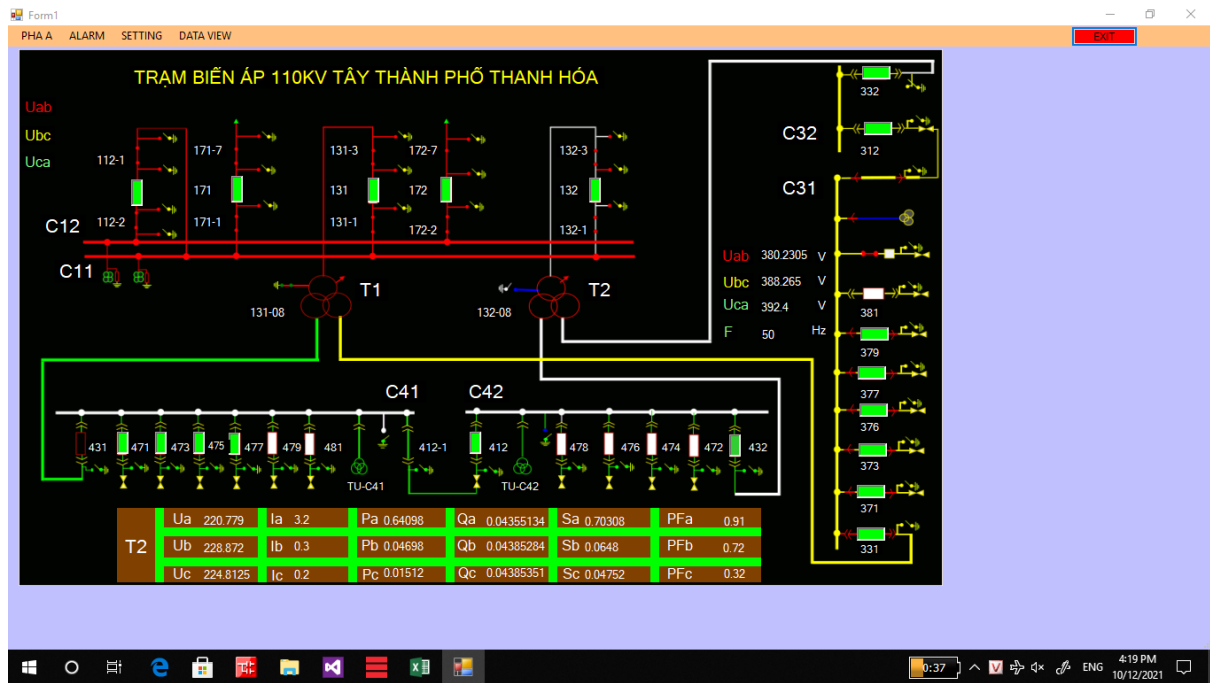 Form1
PHA A ALARM SETTING DATA VIEW EXIT
TRẠM BIẾN ÁP 110KV TÂY THÀNH PHỐ THANH HÓA
Uab
Ubc
Uca
112-1
112-2
171-7
171
171-1
131-3
131
131-1
172-7
172
172-2
132-3
132
132-1
C12
C11
T1
T2
131-08
132-08
332
C32
312
C31
Uab 380.2305 V
Ubc 388.265 V
Uca 392.4 V
F 50 Hz
381
379
377
376
373
371
331
C41 C42
431 471 473 475 477 479 481 412-1 412 478 476 474 472 432
TU-C41 TU-C42
T2
Ua 220.779 Ia 3.2 Pa 0.64098 Qa 0.04355134 Sa 0.70308 PFa 0.91
Ub 228.872 Ib 0.3 Pb 0.04698 Qb 0.04385284 Sb 0.0648 PFb 0.72
Uc 224.8125 Ic 0.2 Pc 0.01512 Qc 0.04385351 Sc 0.04752 PFc 0.32
0:37 ENG 4:19 PM
10/12/2021